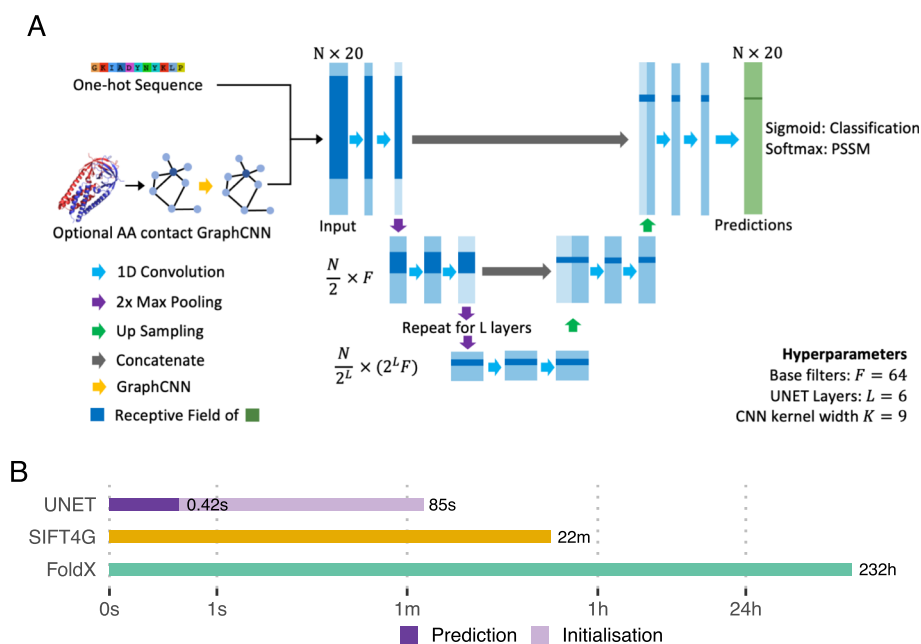 A
N × 20
N × 20
G K I A D Y N Y K L P
One-hot Sequence
Sigmoid: Classification
Softmax: PSSM
Optional AA contact GraphCNN
Input
Predictions
1D Convolution
2x Max Pooling
Up Sampling
Concatenate
GraphCNN
Receptive Field of
N/2 × F
Repeat for L layers
N/2^L × (2^L F)
Hyperparameters
Base filters: F = 64
UNET Layers: L = 6
CNN kernel width K = 9
B
UNET 0.42s 85s
SIFT4G 22m
FoldX 232h
0s 1s 1m 1h 24h
Prediction Initialisation